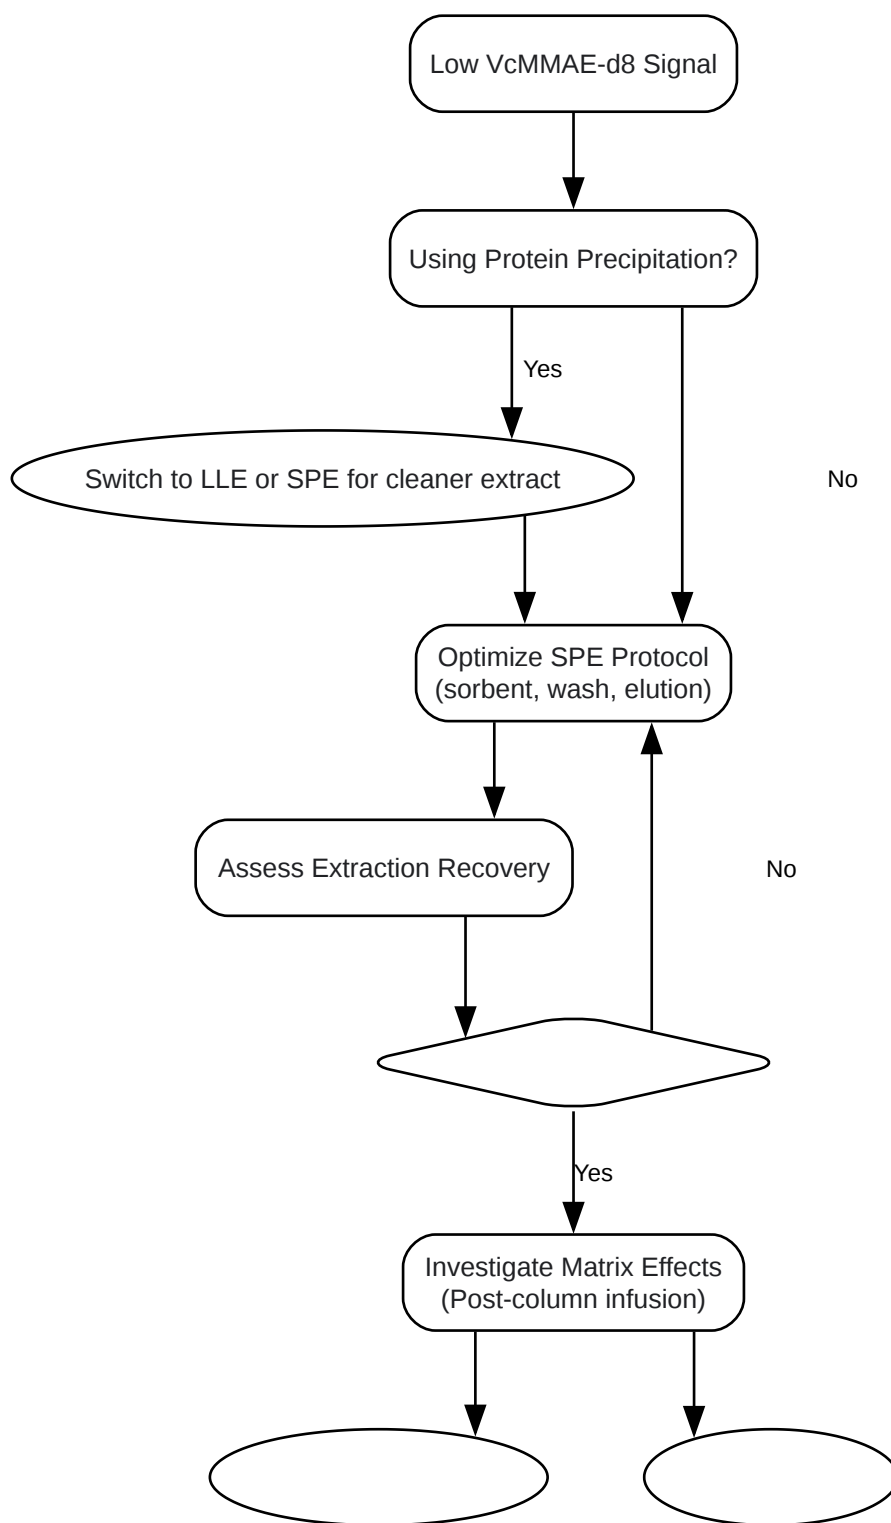 Low VcMMAE-d8 Signal
Using Protein Precipitation?
Yes
Switch to LLE or SPE for cleaner extract
No
Optimize SPE Protocol
(sorbent, wash, elution)
Assess Extraction Recovery
No
Yes
Investigate Matrix Effects
(Post-column infusion)